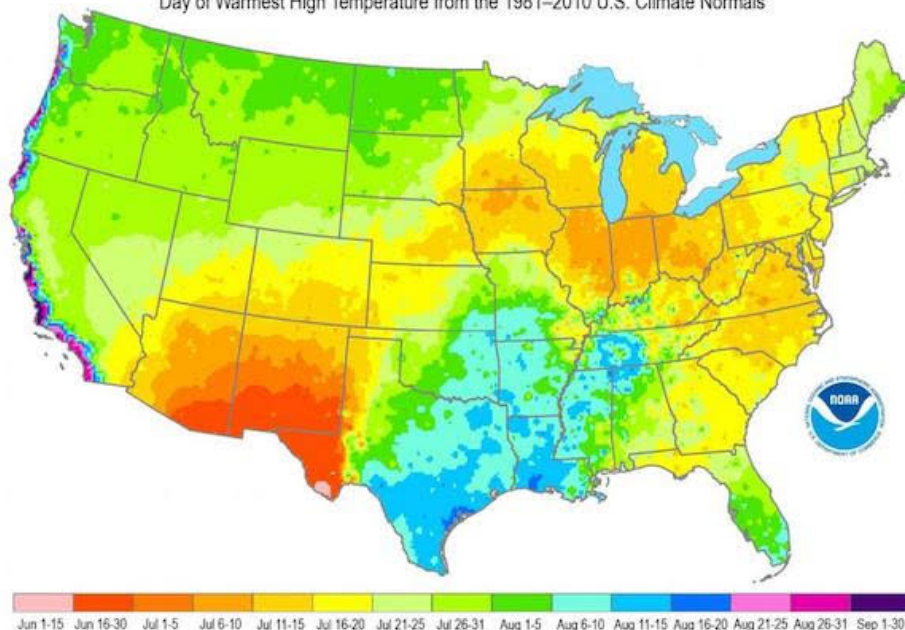 Day of Warmest High Temperature from the 1981–2010 U.S. Climate Normals
NOAA
Jun 1-15 Jun 16-30 Jul 1-5 Jul 6-10 Jul 11-15 Jul 16-20 Jul 21-25 Jul 26-31 Aug 1-5 Aug 6-10 Aug 11-15 Aug 16-20 Aug 21-25 Aug 26-31 Sep 1-30